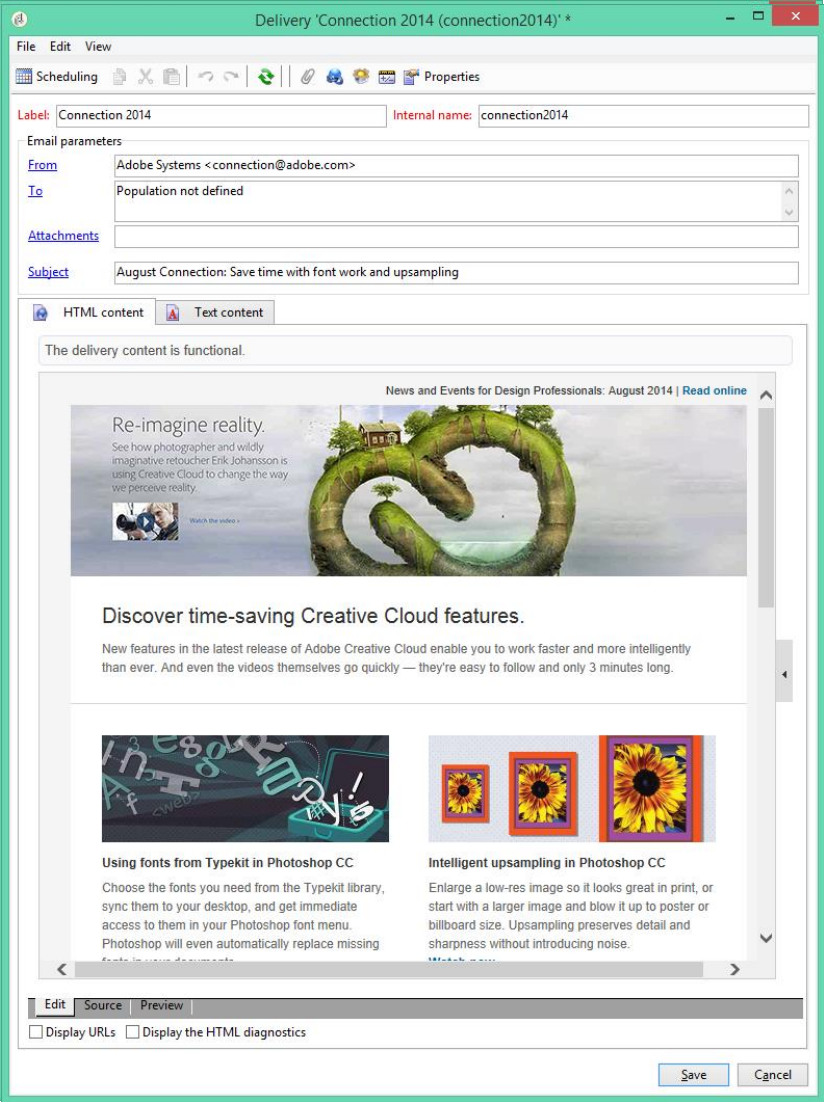 Delivery 'Connection 2014 (connection2014)' *
File Edit View
Scheduling Properties
Label: Connection 2014 Internal name: connection2014
Email parameters
From Adobe Systems <connection@adobe.com>
To Population not defined
Attachments
Subject August Connection: Save time with font work and upsampling
HTML content Text content
The delivery content is functional.
News and Events for Design Professionals: August 2014 | Read online
Re-imagine reality.
See how photographer and wildly
imaginative retoucher Erik Johansson is
using Creative Cloud to change the way
we perceive reality.
Watch the video ›
Discover time-saving Creative Cloud features.
New features in the latest release of Adobe Creative Cloud enable you to work faster and more intelligently
than ever. And even the videos themselves go quickly — they're easy to follow and only 3 minutes long.
Using fonts from Typekit in Photoshop CC
Choose the fonts you need from the Typekit library,
sync them to your desktop, and get immediate
access to them in your Photoshop font menu.
Photoshop will even automatically replace missing
fonts in your documents.
Intelligent upsampling in Photoshop CC
Enlarge a low-res image so it looks great in print, or
start with a larger image and blow it up to poster or
billboard size. Upsampling preserves detail and
sharpness without introducing noise.
Watch now
Edit Source Preview
Display URLs Display the HTML diagnostics
Save Cancel